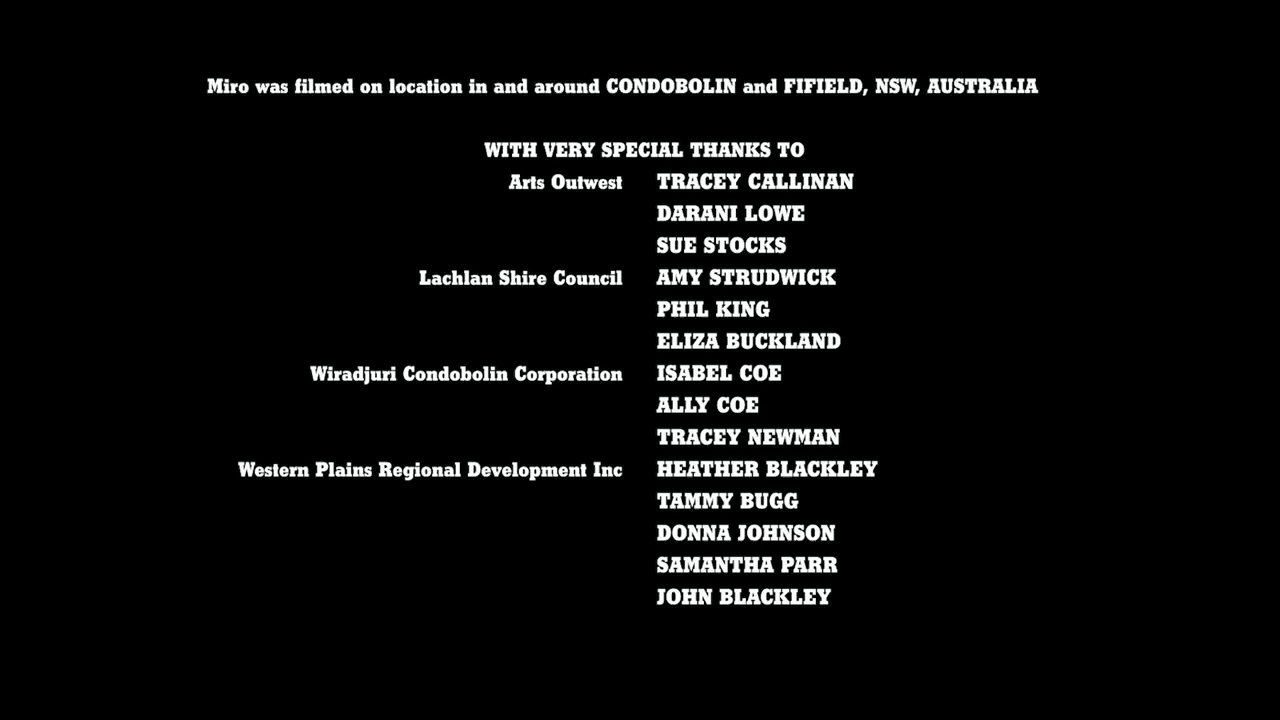 Miro was filmed on location in and around CONDOBOLIN and FIFIELD, NSW, AUSTRALIA
WITH VERY SPECIAL THANKS TO
Arts Outwest TRACEY CALLINAN
DARANI LOWE
SUE STOCKS
Lachlan Shire Council AMY STRUDWICK
PHIL KING
ELIZA BUCKLAND
Wiradjuri Condobolin Corporation ISABEL COE
ALLY COE
TRACEY NEWMAN
Western Plains Regional Development Inc HEATHER BLACKLEY
TAMMY BUGG
DONNA JOHNSON
SAMANTHA PARR
JOHN BLACKLEY